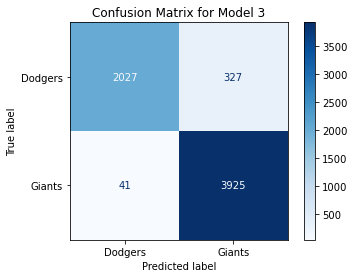 Confusion Matrix for Model 3
Dodgers 2027 327
Giants 41 3925
Dodgers Giants
Predicted label
True label
3500
3000
2500
2000
1500
1000
500